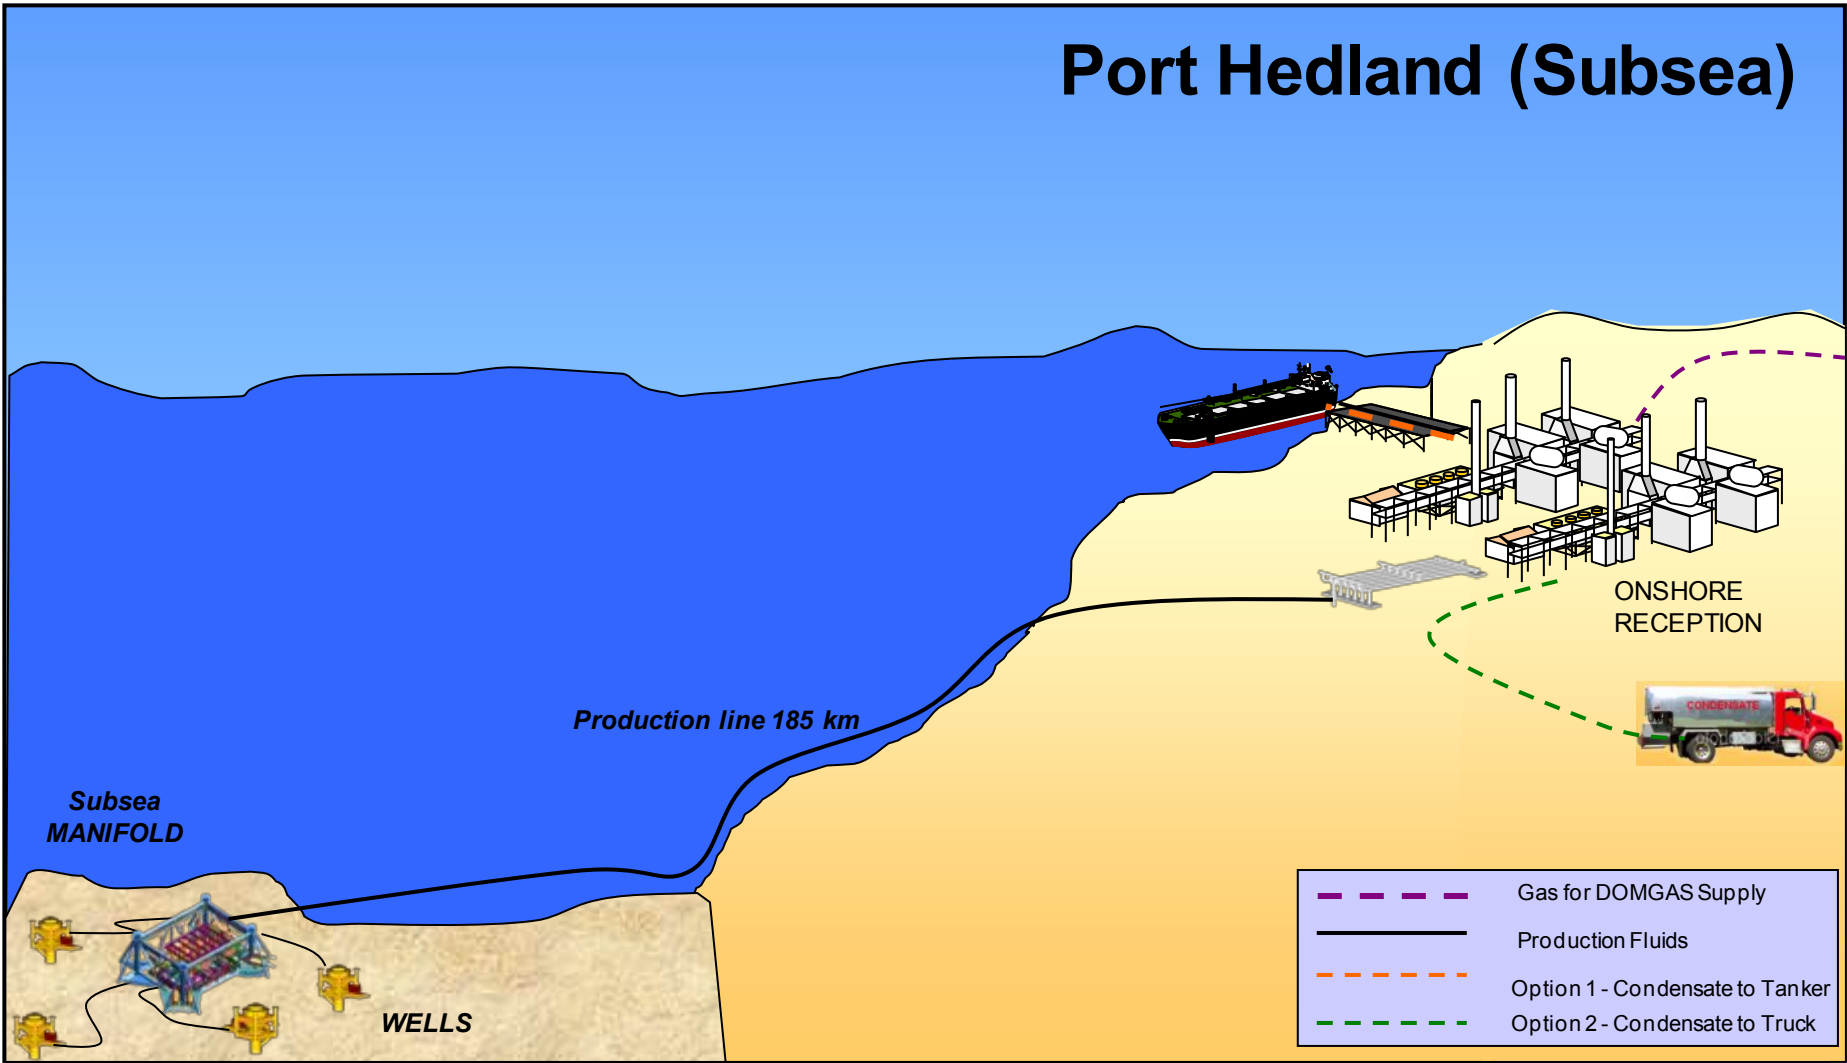 Port Hedland (Subsea)
ONSHORE
RECEPTION
CONDENSATE
Production line 185 km
Subsea
MANIFOLD
WELLS
Gas for DOMGAS Supply
Production Fluids
Option 1 - Condensate to Tanker
Option 2 - Condensate to Truck